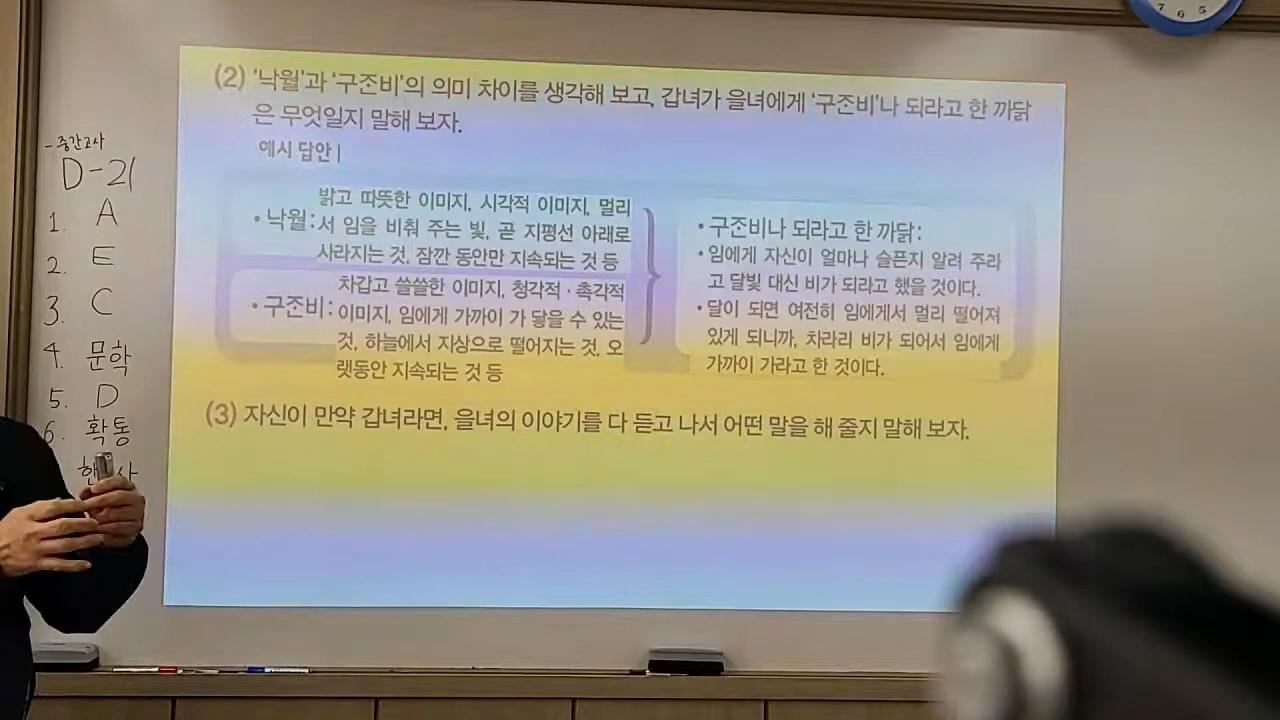 (2) '낙월'과 '구준비'의 의미 차이를 생각해 보고, 갑녀가 을녀에게 '구준비'나 되라고 한 까닭
은 무엇일지 말해 보자.
예시 답안 |
밝고 따뜻한 이미지, 시각적 이미지, 멀리
• 낙월: 서 임을 비춰 주는 빛, 곧 지평선 아래로
사라지는 것, 잠깐 동안만 지속되는 것 등
차갑고 쓸쓸한 이미지, 청각적·촉각적
• 구준비: 이미지, 임에게 가까이 가 닿을 수 있는
것, 하늘에서 지상으로 떨어지는 것, 오
랫동안 지속되는 것 등
• 구준비나 되라고 한 까닭:
• 임에게 자신이 얼마나 슬픈지 알려 주라
고 달빛 대신 비가 되라고 했을 것이다.
• 달이 되면 여전히 임에게서 멀리 떨어져
있게 되니까, 차라리 비가 되어서 임에게
가까이 가라고 한 것이다.
(3) 자신이 만약 갑녀라면, 을녀의 이야기를 다 듣고 나서 어떤 말을 해 줄지 말해 보자.
- 중간고사
D-21
1. A
2. E
3. C
4. 문학
5. D
6. 확통
7 6 5